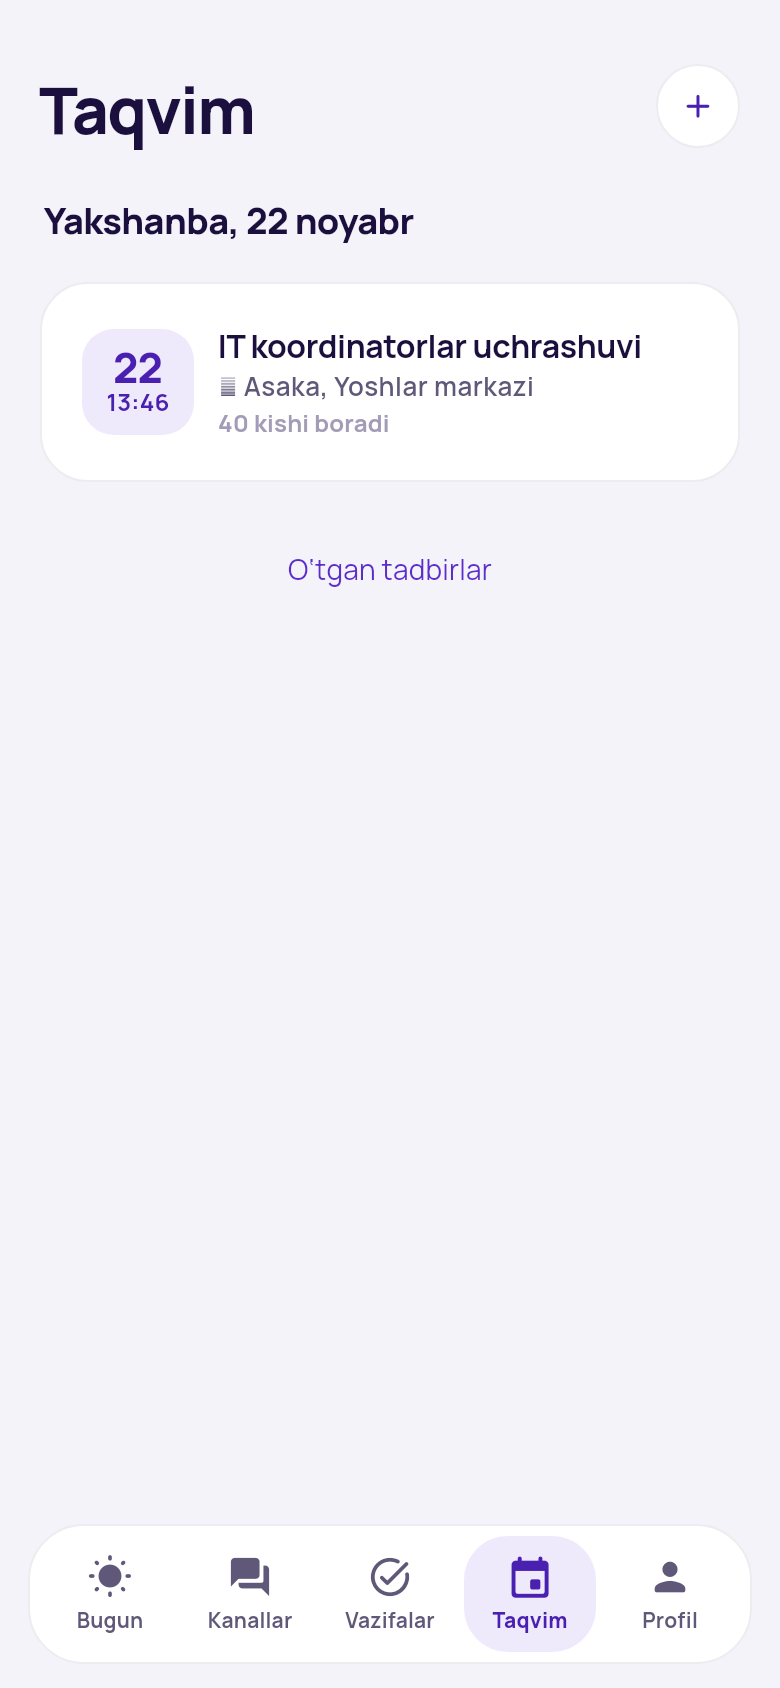 Taqvim
Yakshanba, 22 noyabr
22
13:46
IT koordinatorlar uchrashuvi
Asaka, Yoshlar markazi
40 kishi boradi
Oʻtgan tadbirlar
Bugun
Kanallar
Vazifalar
Taqvim
Profil